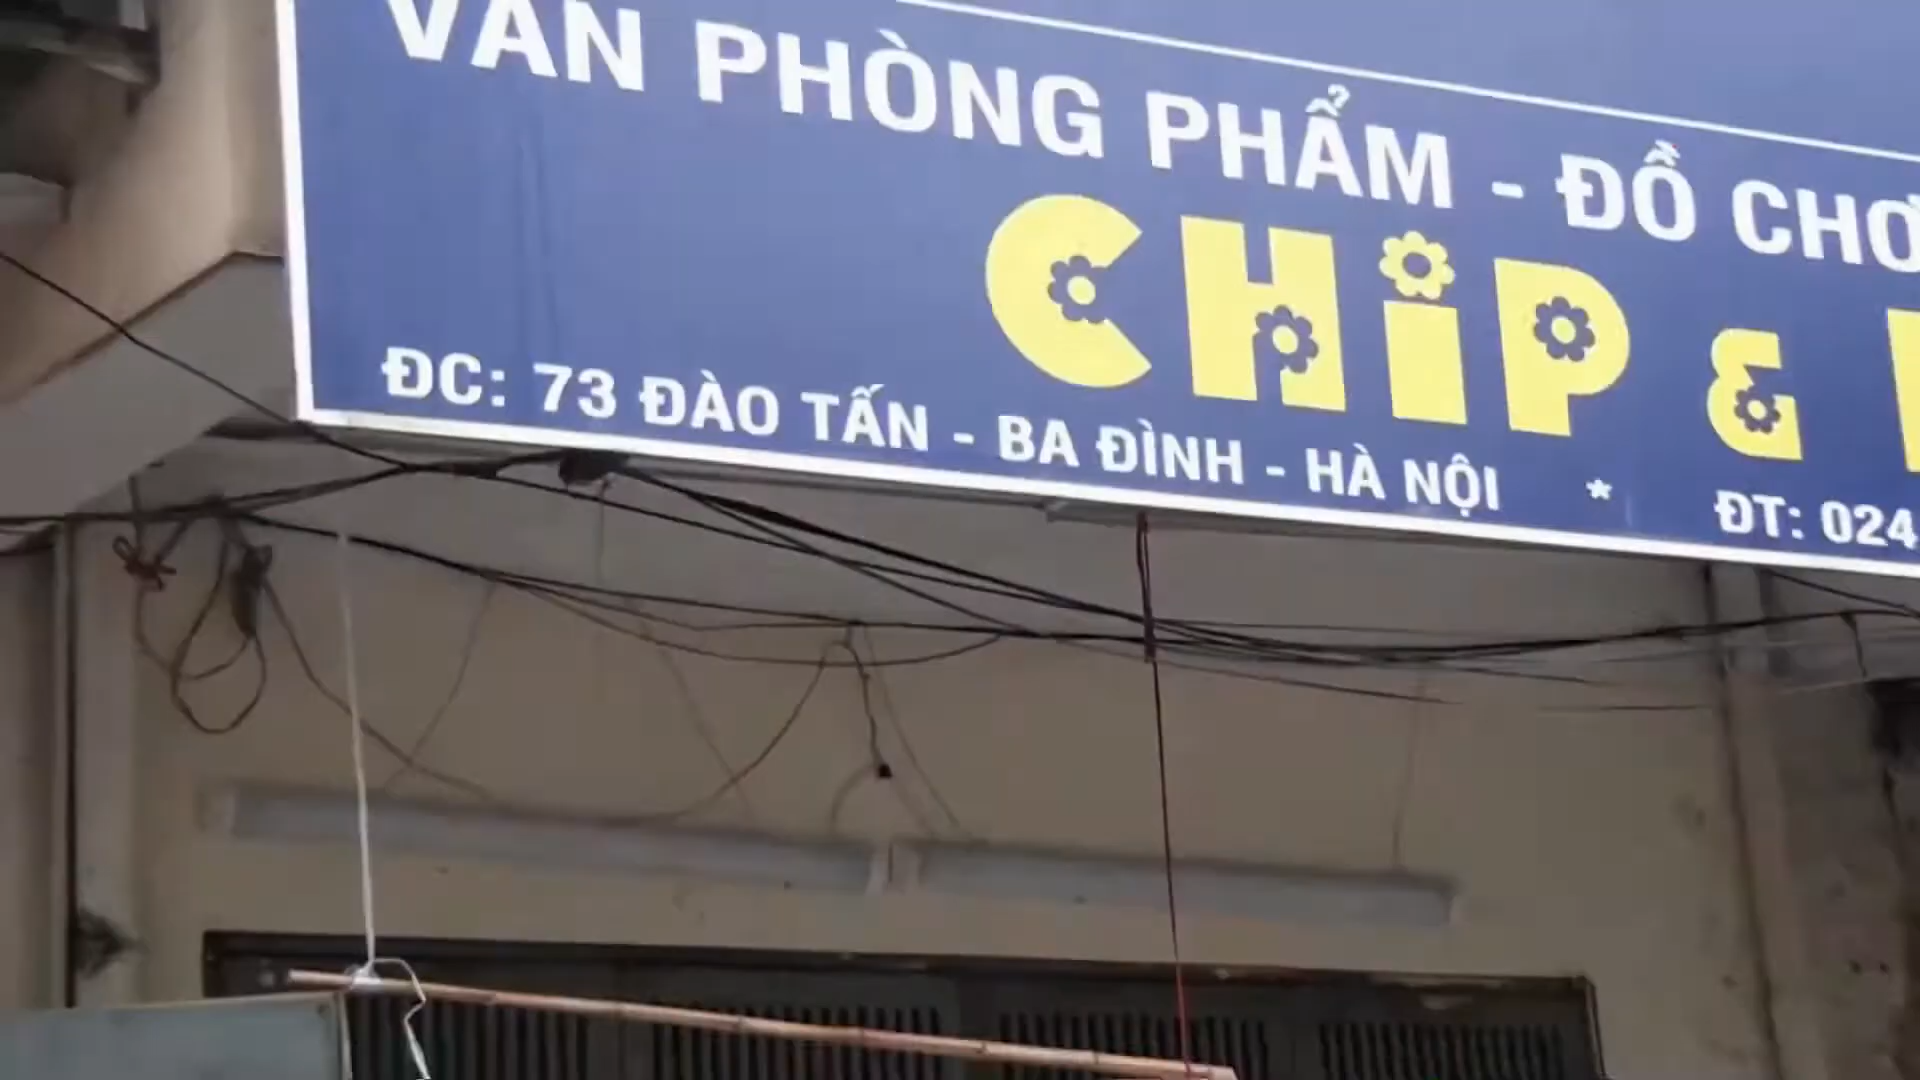 VĂN PHÒNG PHẨM - ĐỒ CHƠ
CHiP &
ĐC: 73 ĐÀO TẤN - BA ĐÌNH - HÀ NỘI * ĐT: 024